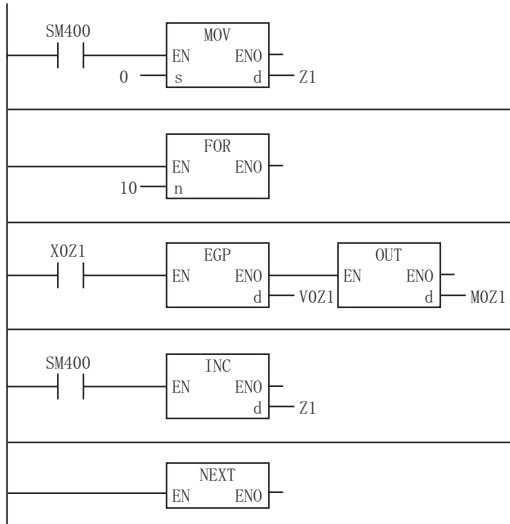 SM400
MOV
EN ENO
0 s d Z1
FOR
EN ENO
10 n
X0Z1
EGP
OUT
EN ENO EN ENO
d V0Z1 d M0Z1
SM400
INC
EN ENO
d Z1
NEXT
EN ENO